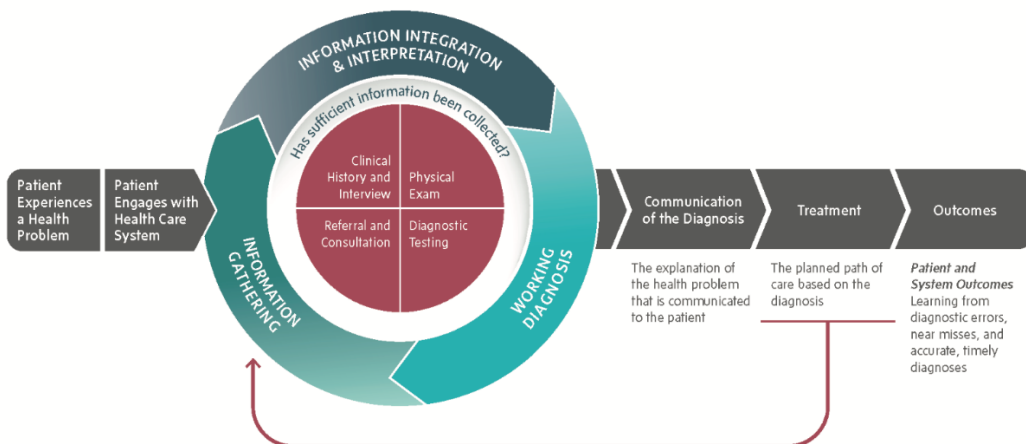 Patient
Experiences
a Health
Problem
Patient
Engages with
Health Care
System
INFORMATION INTEGRATION
& INTERPRETATION
Has sufficient information been collected?
Clinical
History and
Interview
Physical
Exam
Referral and
Consultation
Diagnostic
Testing
INFORMATION
GATHERING
WORKING
DIAGNOSIS
Communication
of the Diagnosis
The explanation of
the health problem
that is communicated
to the patient
Treatment
The planned path of
care based on the
diagnosis
Outcomes
Patient and
System Outcomes
Learning from
diagnostic errors,
near misses, and
accurate, timely
diagnoses